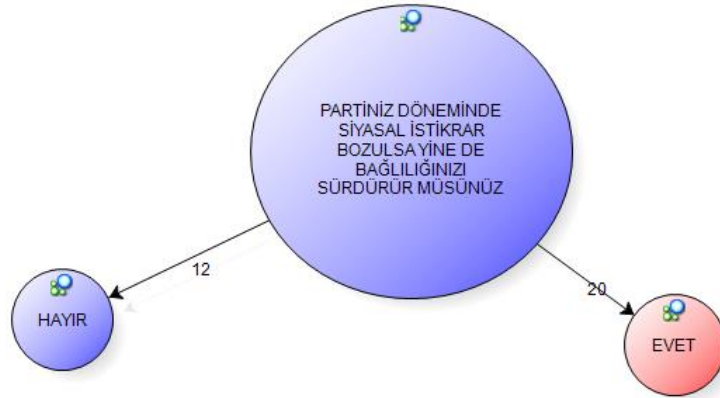 PARTİNİZ DÖNEMİNDE
SİYASAL İSTİKRAR
BOZULSA YİNE DE
BAĞLILIĞINIZI
SÜRDÜRÜR MÜSÜNÜZ
12
20
HAYIR
EVET